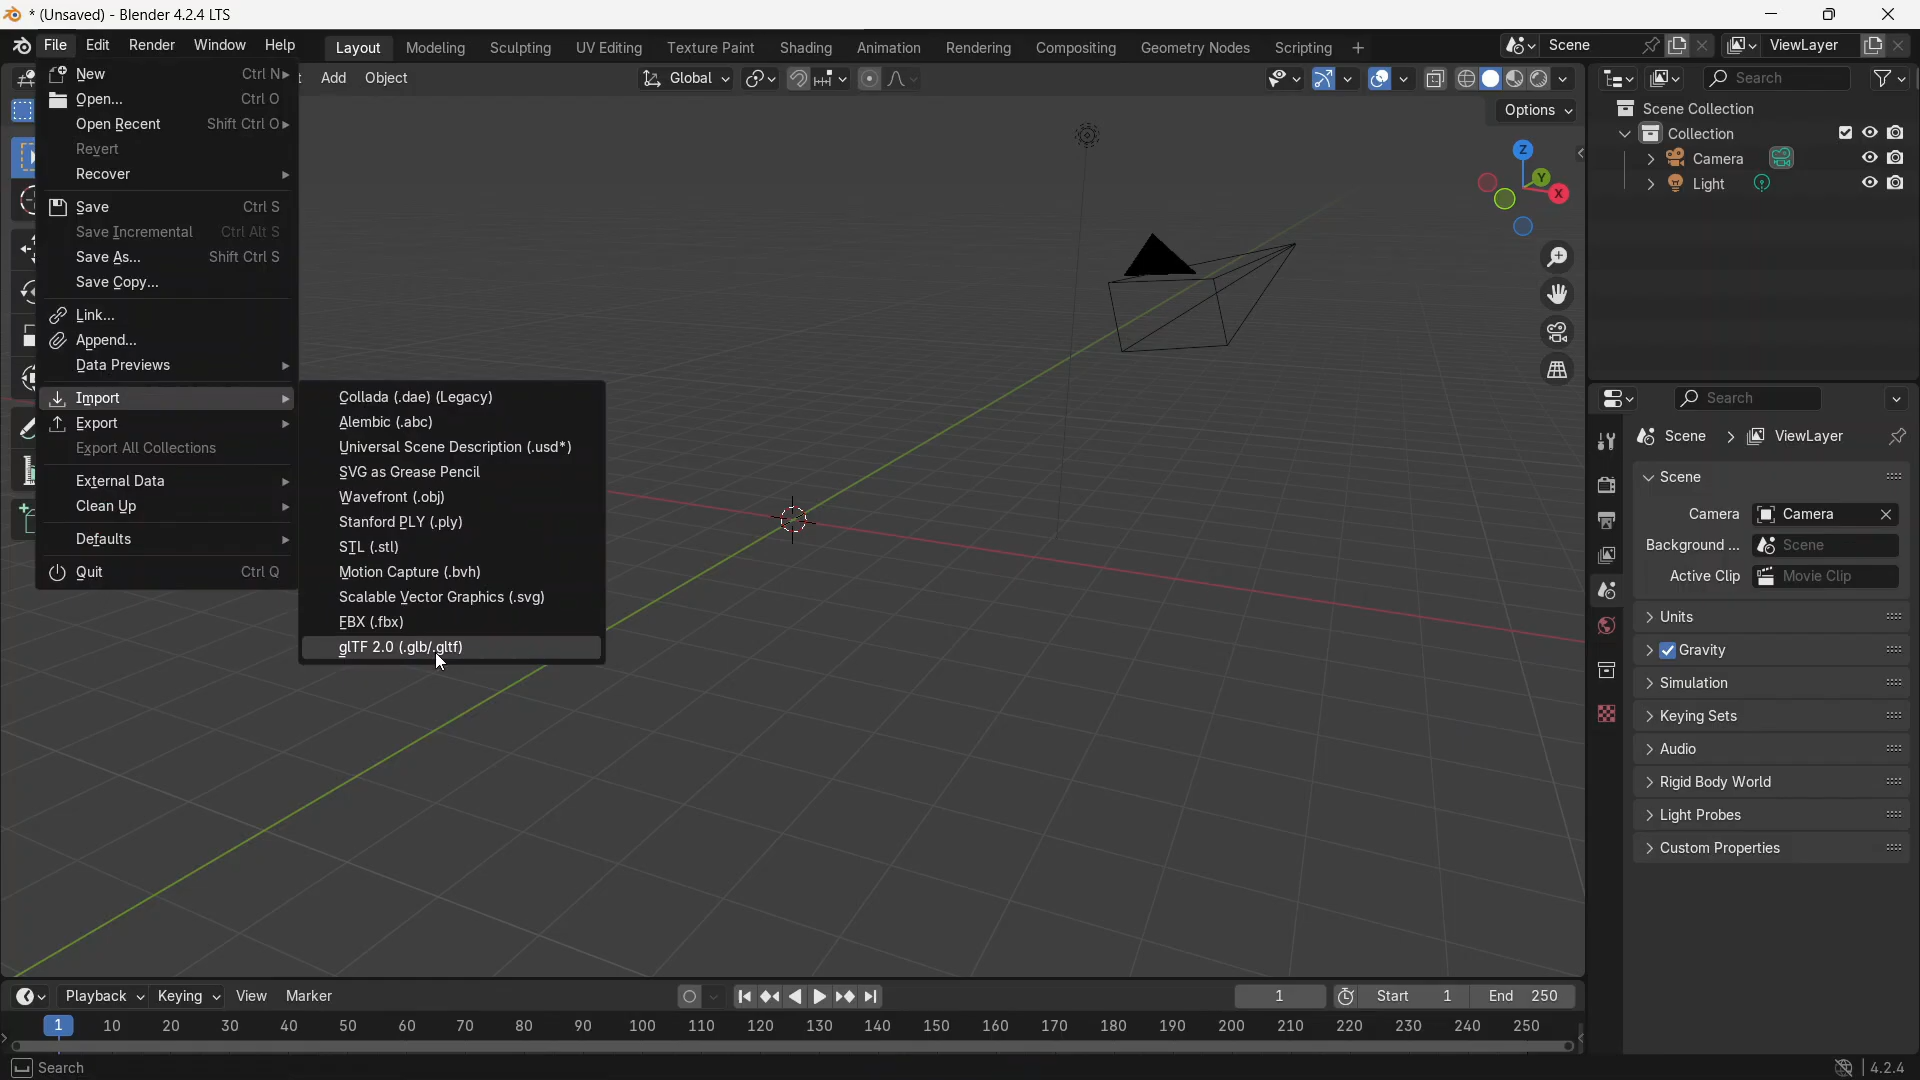 * (Unsaved) - Blender 4.2.4 LTS
File Edit Render Window Help Layout Modeling Sculpting UV Editing Texture Paint Shading Animation Rendering Compositing Geometry Nodes Scripting + Scene ViewLayer
Add Object Global Search
Options
New Ctrl N
Open... Ctrl O
Open Recent Shift Ctrl O
Revert
Recover
Save Ctrl S
Save Incremental Ctrl Alt S
Save As... Shift Ctrl S
Save Copy...
Link...
Append...
Data Previews
Import
Export
Export All Collections
External Data
Clean Up
Defaults
Quit Ctrl Q
Collada (.dae) (Legacy)
Alembic (.abc)
Universal Scene Description (.usd*)
SVG as Grease Pencil
Wavefront (.obj)
Stanford PLY (.ply)
STL (.stl)
Motion Capture (.bvh)
Scalable Vector Graphics (.svg)
FBX (.fbx)
glTF 2.0 (.glb/.gltf)
Z
Y
X
Scene Collection
Collection
Camera
Light
Search
Scene > ViewLayer
Scene
Camera Camera
Background ... Scene
Active Clip Movie Clip
Units
Gravity
Simulation
Keying Sets
Audio
Rigid Body World
Light Probes
Custom Properties
Playback Keying View Marker 1 Start 1 End 250
1 10 20 30 40 50 60 70 80 90 100 110 120 130 140 150 160 170 180 190 200 210 220 230 240 250
Search 4.2.4